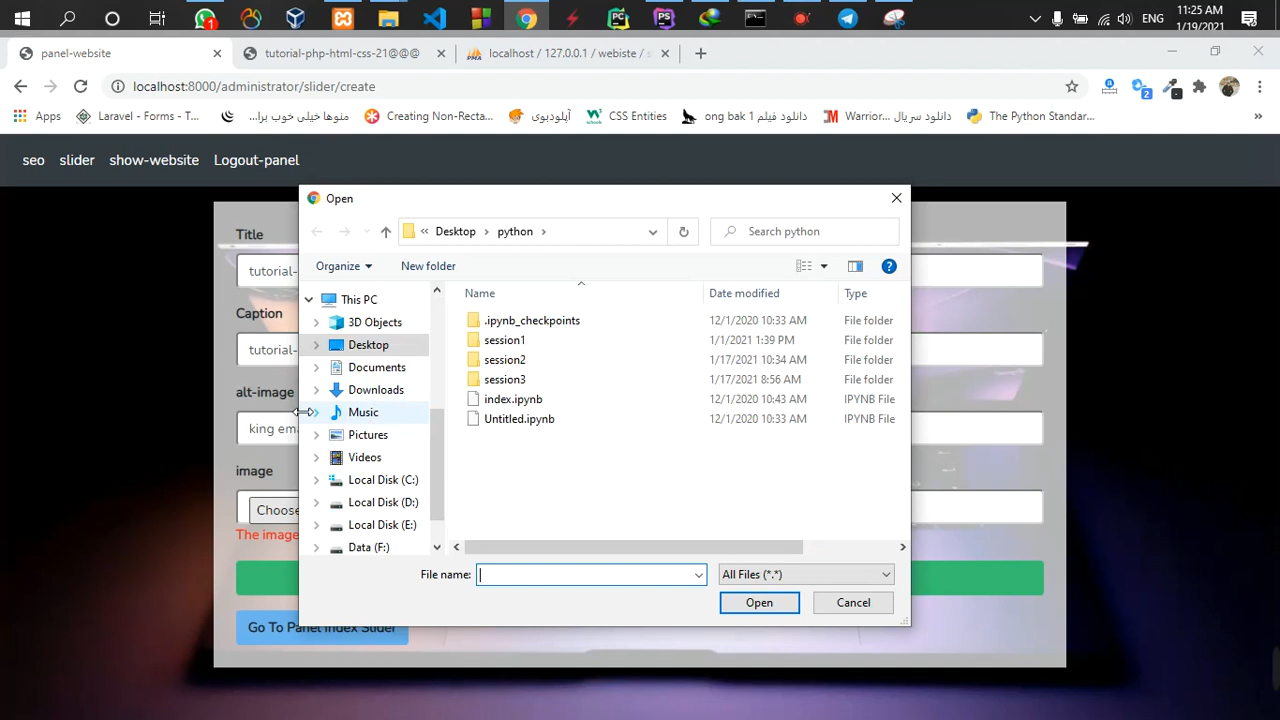 1
ENG
11:25 AM
1/19/2021
panel-website
tutorial-php-html-css-21@@@
PMA
localhost / 127.0.0.1 / webiste / s
localhost:8000/administrator/slider/create
2
Apps
Laravel - Forms - T...
منوها خیلی خوب برا...
Creating Non-Recta...
آپلودبوی
CSS Entities
دانلود فیلم ong bak 1
دانلود سریال Warrior...
The Python Standar...
»
seo
slider
show-website
Logout-panel
Open
Title
Desktop
python
Search python
tutorial-
Organize
New folder
Caption
This PC
Name
Date modified
Type
3D Objects
.ipynb_checkpoints
12/1/2020 10:33 AM
File folder
tutorial-
Desktop
session1
1/1/2021 1:39 PM
File folder
Documents
session2
1/17/2021 10:34 AM
File folder
alt-image
Downloads
session3
1/17/2021 8:56 AM
File folder
Music
index.ipynb
12/1/2020 10:43 AM
IPYNB File
king ema
Pictures
Untitled.ipynb
12/1/2020 10:33 AM
IPYNB File
Videos
image
Local Disk (C:)
Choose
Local Disk (D:)
The image
Local Disk (E:)
Data (F:)
File name:
All Files (*.*)
Open
Cancel
Go To Panel Index Slider